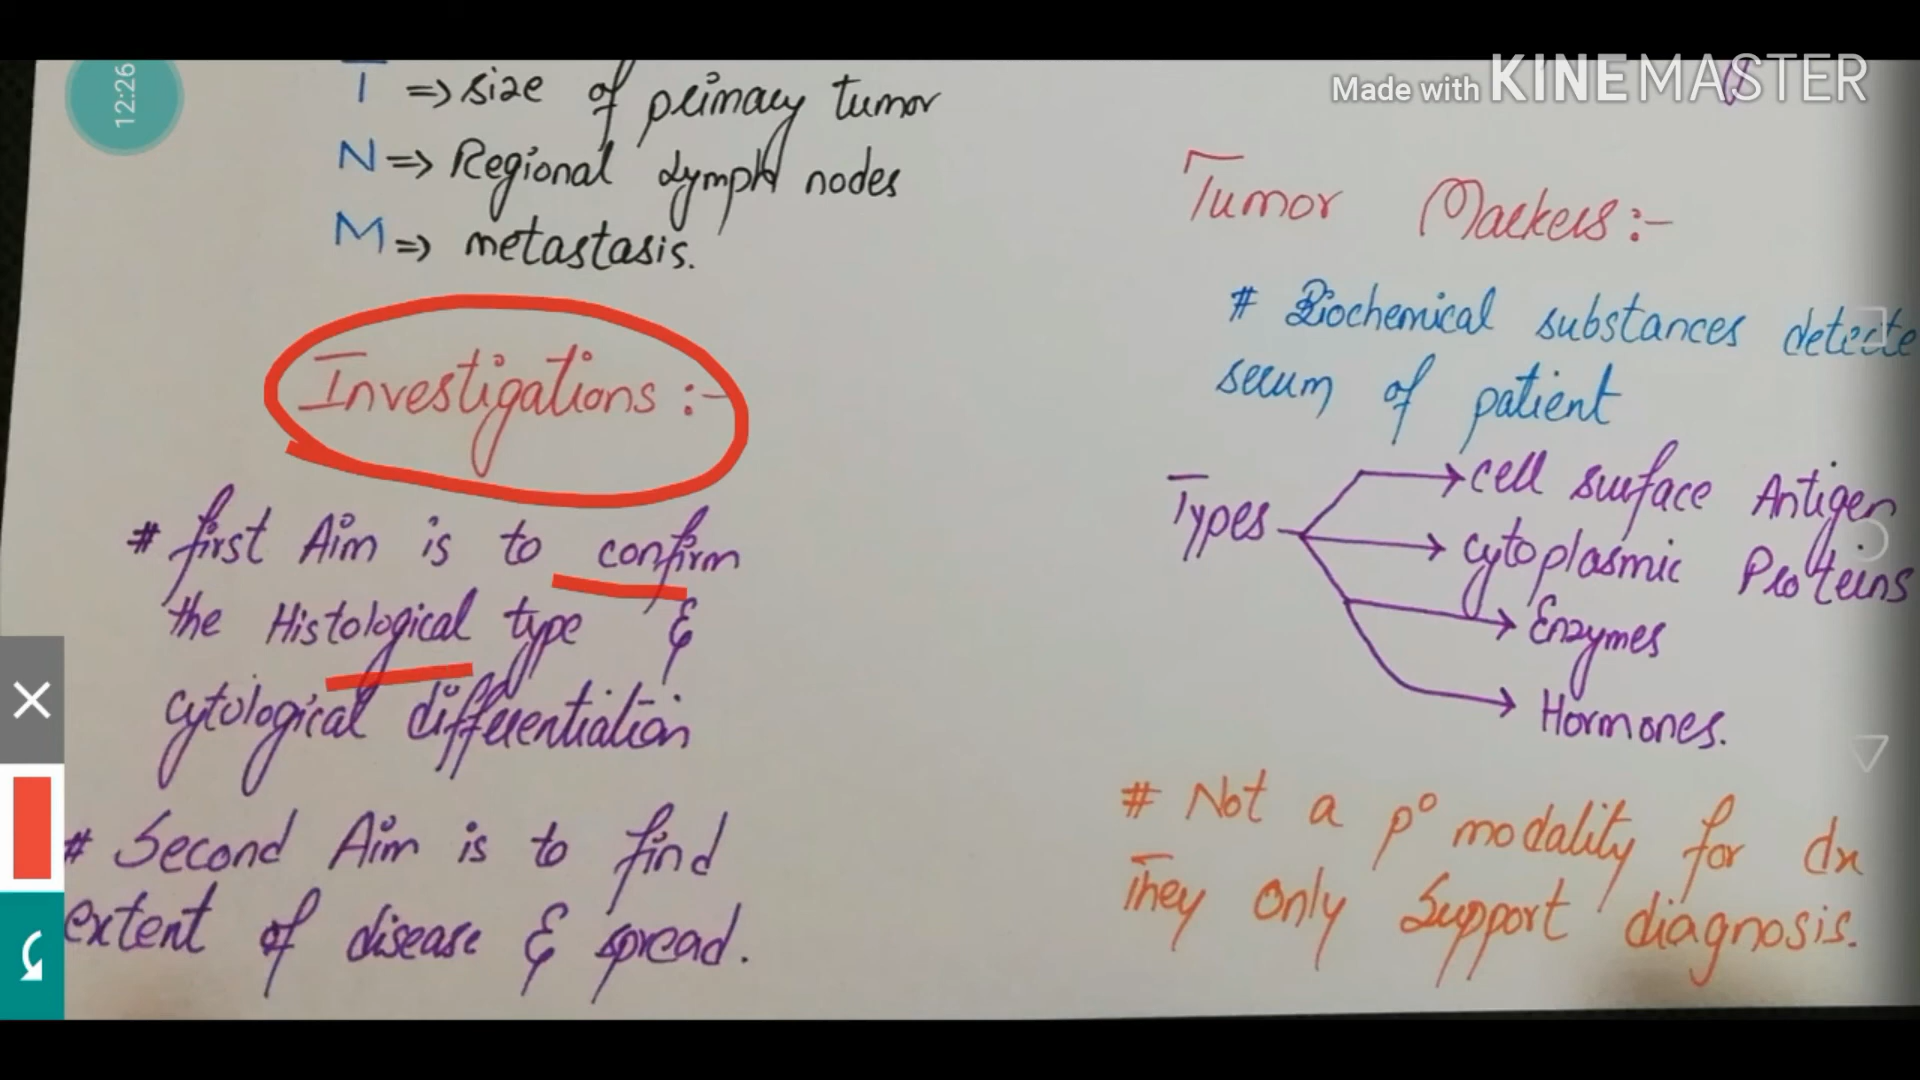 12:26
Made with KINEMASTER
T => size of primary tumor
N => Regional Lymph nodes
M => metastasis.
Investigations :-
# first Aim is to confirm
the Histological type &
cytological differentiation
# Second Aim is to find
extent of disease & spread.
Tumor Markers :-
# Biochemical substances detecte
serum of patient
Types
cell surface Antigen
cytoplasmic Proteins
Enzymes
Hormones.
# Not a p° modality for dx
They only Support diagnosis.